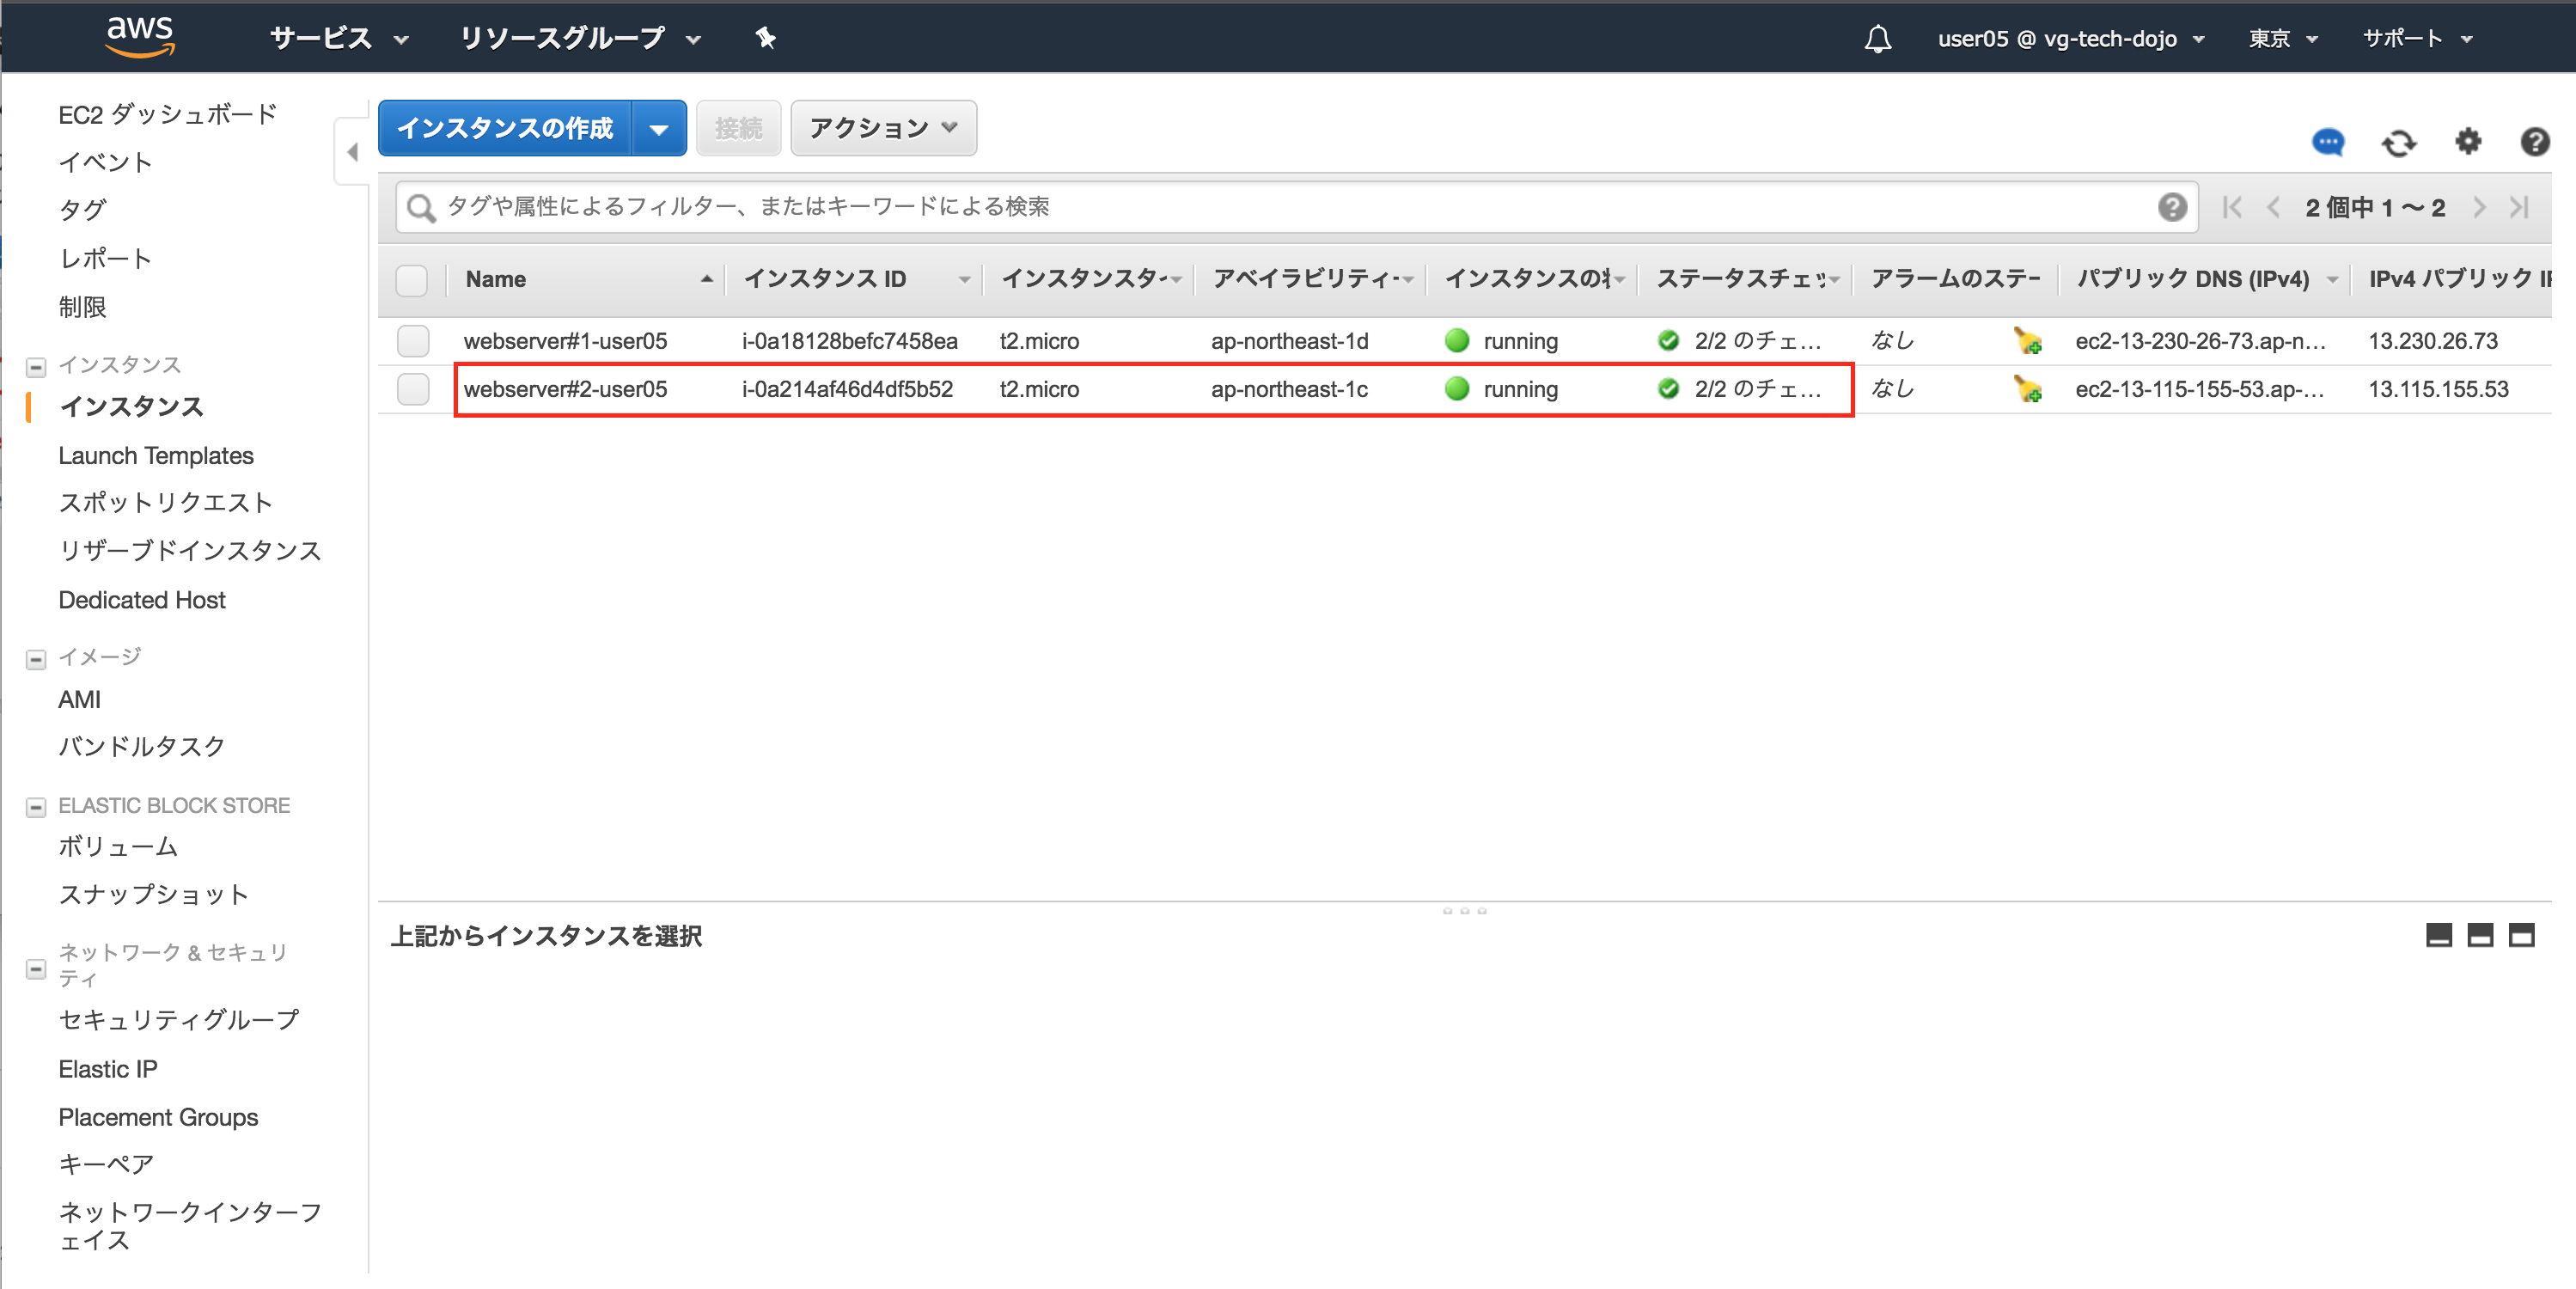 aws サービス リソースグループ user05 @ vg-tech-dojo 東京 サポート
EC2 ダッシュボード
イベント
タグ
レポート
制限
インスタンス
インスタンス
Launch Templates
スポットリクエスト
リザーブドインスタンス
Dedicated Host
イメージ
AMI
バンドルタスク
ELASTIC BLOCK STORE
ボリューム
スナップショット
ネットワーク & セキュリ
ティ
セキュリティグループ
Elastic IP
Placement Groups
キーペア
ネットワークインターフ
ェイス
インスタンスの作成 接続 アクション
タグや属性によるフィルター、またはキーワードによる検索 2 個中 1 ～ 2
Name インスタンス ID インスタンスタ アベイラビリティ インスタンスの ステータスチェッ アラームのステー パブリック DNS (IPv4) IPv4 パブリック
webserver#1-user05 i-0a18128befc7458ea t2.micro ap-northeast-1d running 2/2 のチェ... なし ec2-13-230-26-73.ap-n... 13.230.26.73
webserver#2-user05 i-0a214af46d4df5b52 t2.micro ap-northeast-1c running 2/2 のチェ... なし ec2-13-115-155-53.ap-... 13.115.155.53
上記からインスタンスを選択